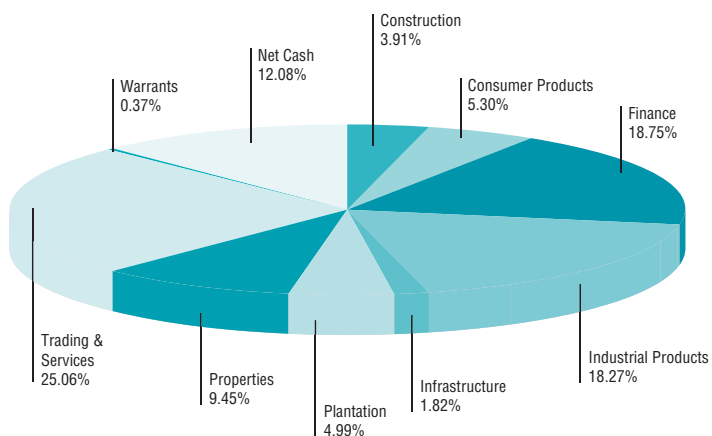 Construction
3.91%
Net Cash
12.08%
Warrants
0.37%
Consumer Products
5.30%
Finance
18.75%
Trading &
Services
25.06%
Properties
9.45%
Plantation
4.99%
Infrastructure
1.82%
Industrial Products
18.27%